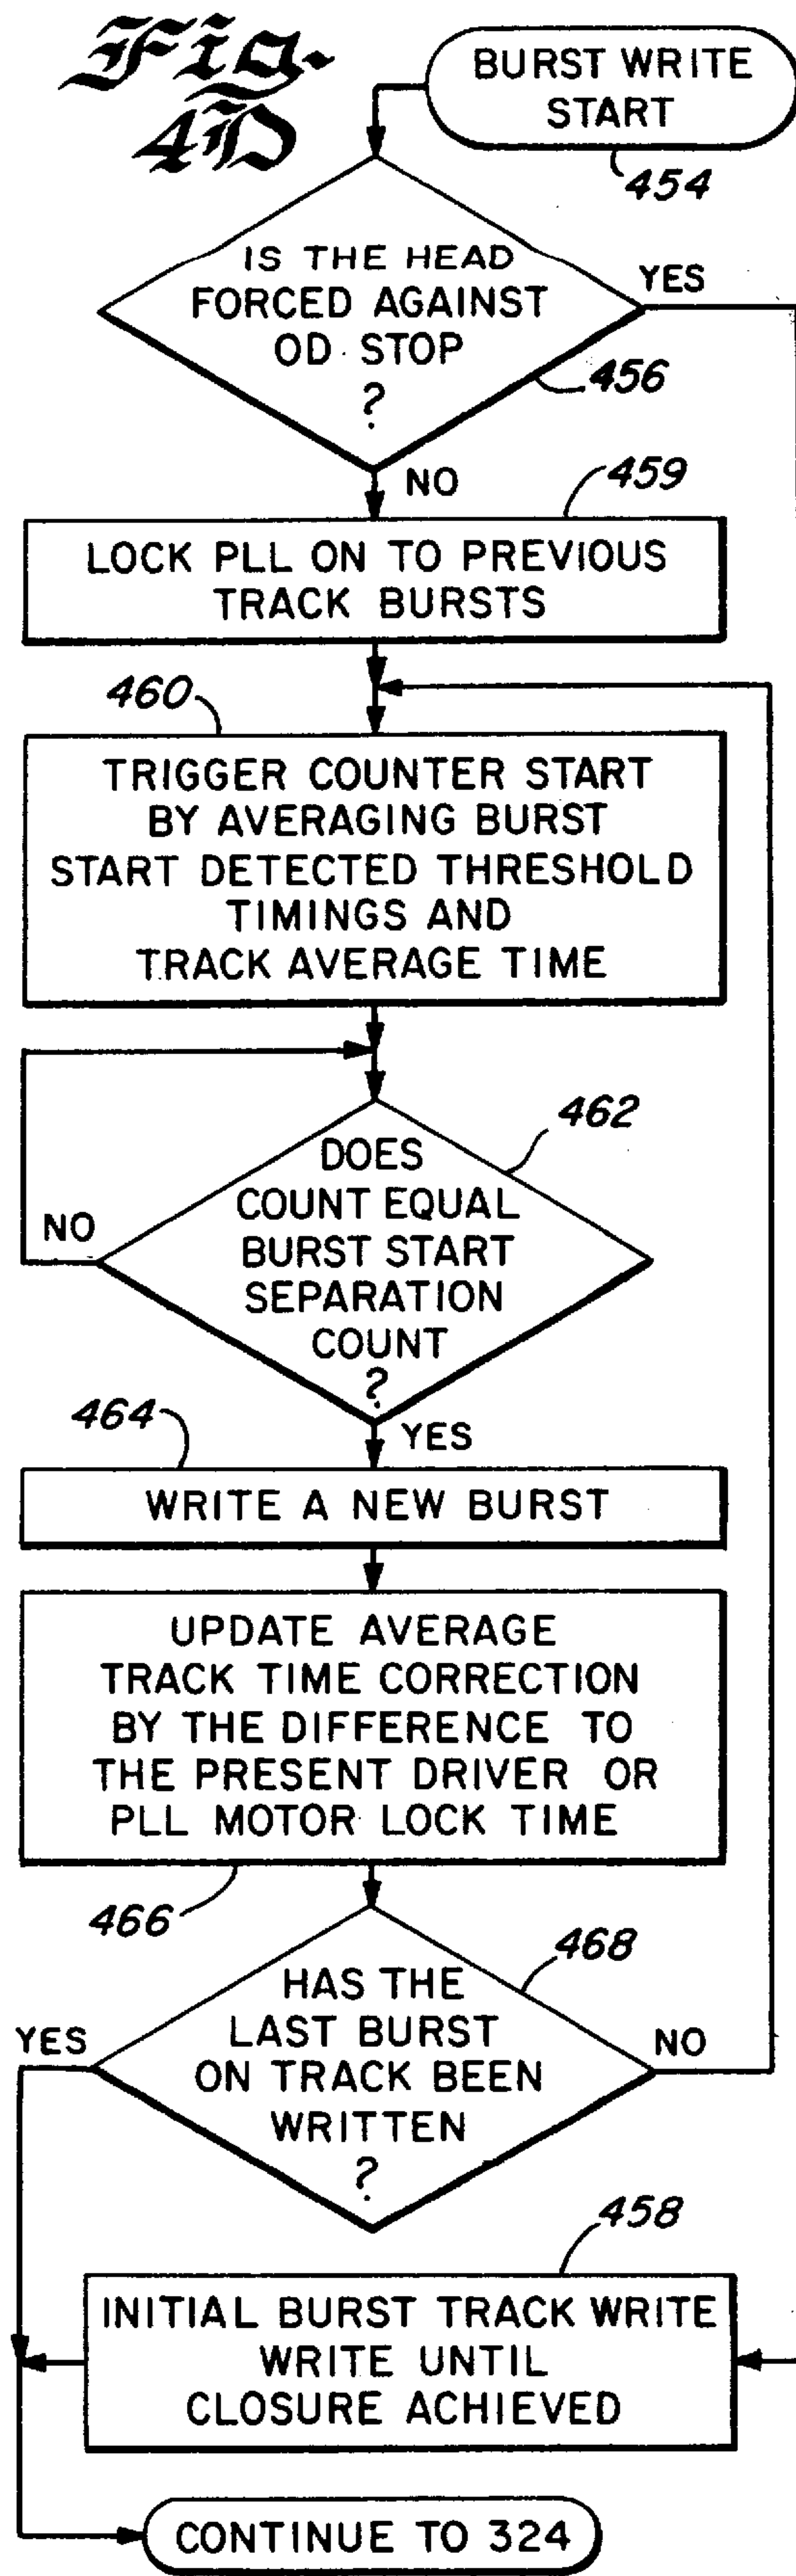 Fig.
4D
BURST WRITE
START
454
IS THE HEAD
FORCED AGAINST
OD STOP
?
YES
456
NO
459
LOCK PLL ON TO PREVIOUS
TRACK BURSTS
460
TRIGGER COUNTER START
BY AVERAGING BURST
START DETECTED THRESHOLD
TIMINGS AND
TRACK AVERAGE TIME
462
DOES
COUNT EQUAL
BURST START
SEPARATION
COUNT
?
NO
464
YES
WRITE A NEW BURST
UPDATE AVERAGE
TRACK TIME CORRECTION
BY THE DIFFERENCE TO
THE PRESENT DRIVER OR
PLL MOTOR LOCK TIME
466
468
HAS THE
LAST BURST
ON TRACK BEEN
WRITTEN
?
YES
NO
458
INITIAL BURST TRACK WRITE
WRITE UNTIL
CLOSURE ACHIEVED
CONTINUE TO 324